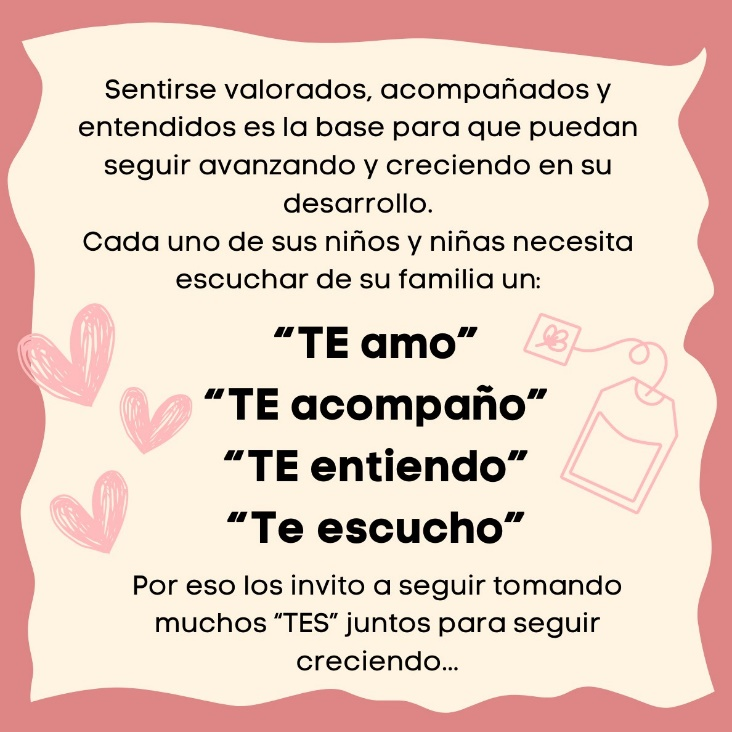 Sentirse valorados, acompañados y
entendidos es la base para que puedan
seguir avanzando y creciendo en su
desarrollo.
Cada uno de sus niños y niñas necesita
escuchar de su familia un:
“TE amo”
“TE acompaño”
“TE entiendo”
“Te escucho”
Por eso los invito a seguir tomando
muchos “TES” juntos para seguir
creciendo...